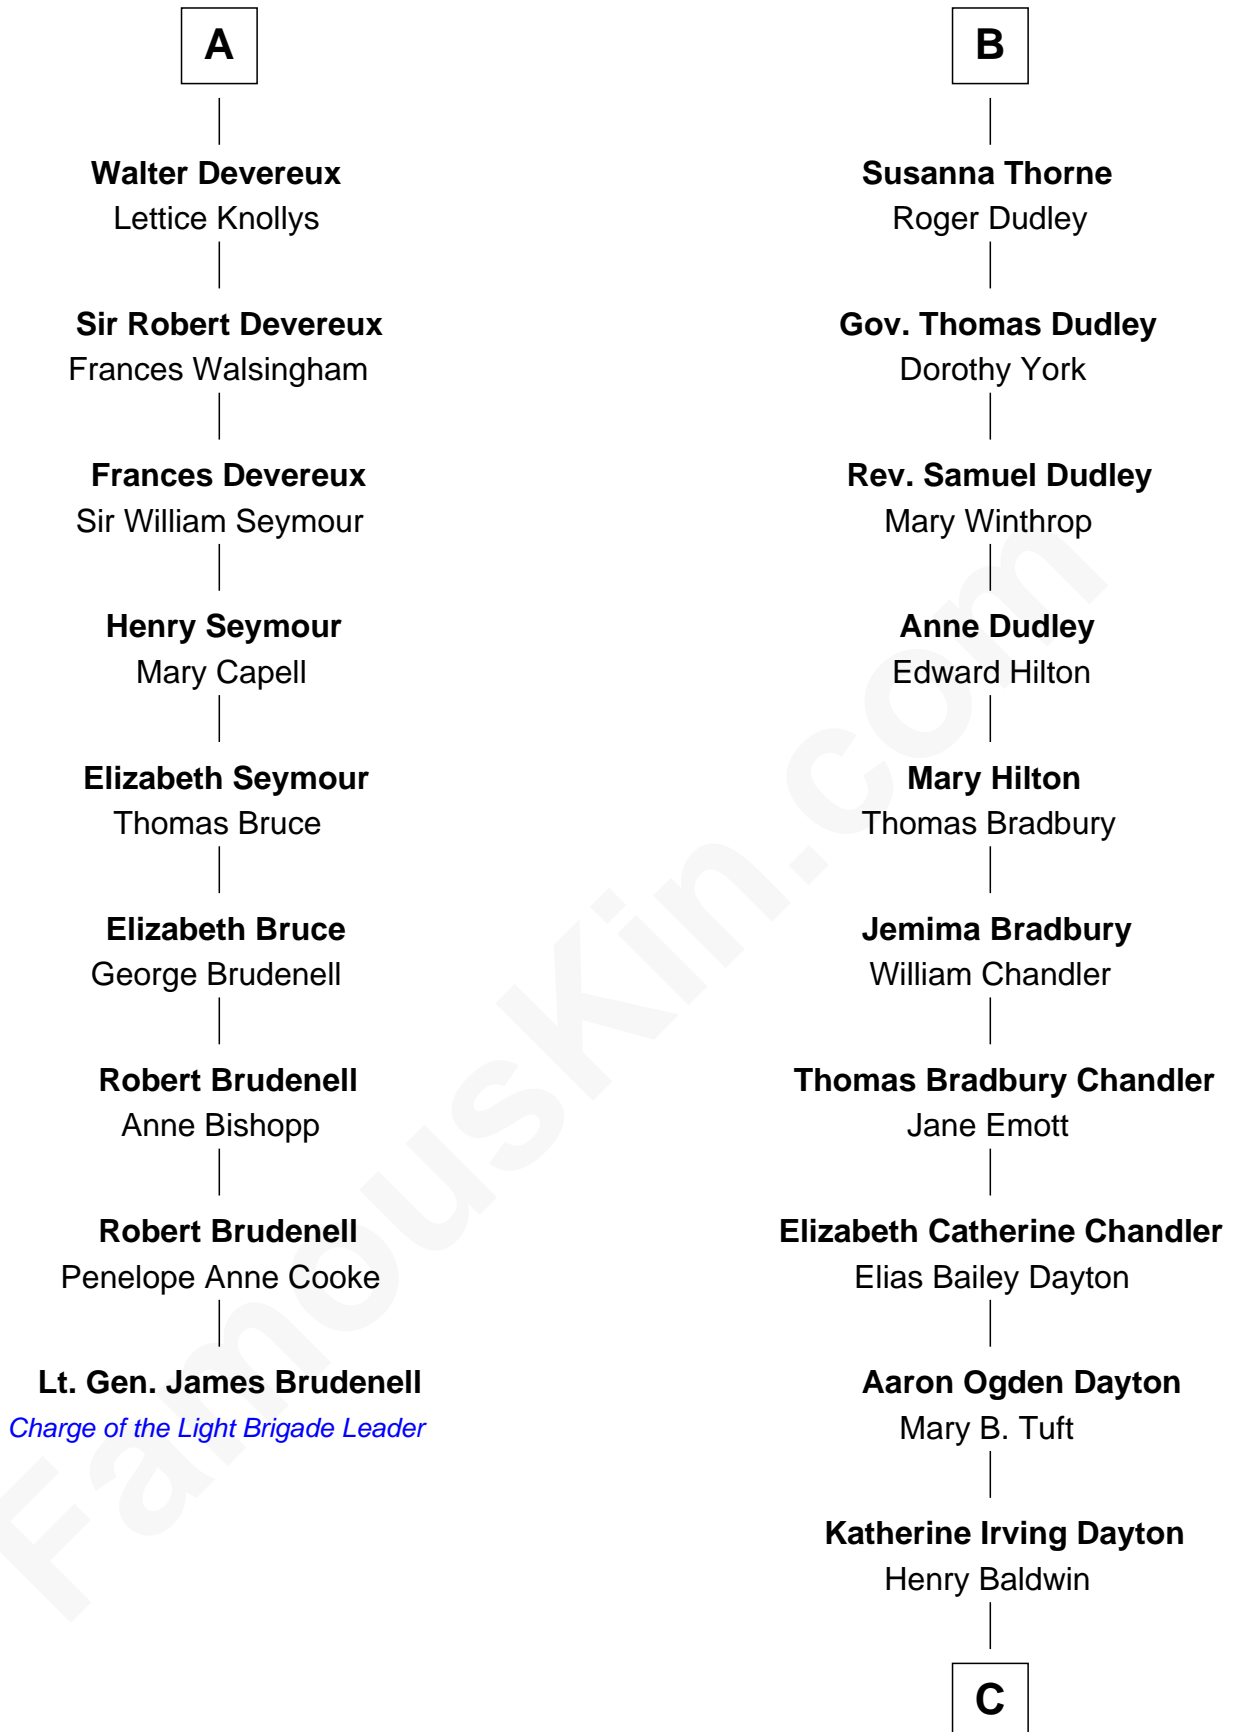 A
Walter Devereux
Lettice Knollys
Sir Robert Devereux
Frances Walsingham
Frances Devereux
Sir William Seymour
Henry Seymour
Mary Capell
Elizabeth Seymour
Thomas Bruce
Elizabeth Bruce
George Brudenell
Robert Brudenell
Anne Bishopp
Robert Brudenell
Penelope Anne Cooke
Lt. Gen. James Brudenell
Charge of the Light Brigade Leader
B
Susanna Thorne
Roger Dudley
Gov. Thomas Dudley
Dorothy York
Rev. Samuel Dudley
Mary Winthrop
Anne Dudley
Edward Hilton
Mary Hilton
Thomas Bradbury
Jemima Bradbury
William Chandler
Thomas Bradbury Chandler
Jane Emott
Elizabeth Catherine Chandler
Elias Bailey Dayton
Aaron Ogden Dayton
Mary B. Tuft
Katherine Irving Dayton
Henry Baldwin
C
FamousKin.com